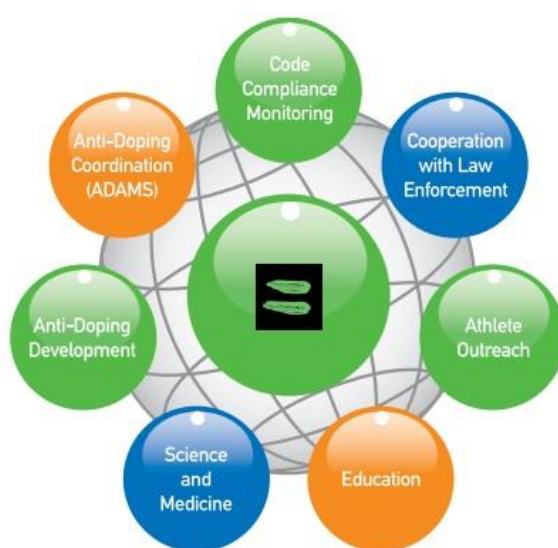 Code
Compliance
Monitoring
Anti-Doping
Coordination
(ADAMS)
Cooperation
with Law
Enforcement
Anti-Doping
Development
Athlete
Outreach
Science
and
Medicine
Education